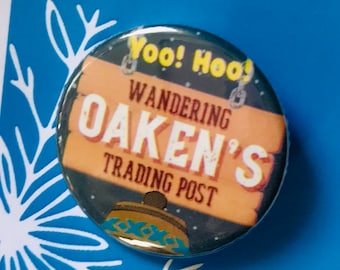 Yoo! Hoo!
WANDERING
OAKEN'S
TRADING POST